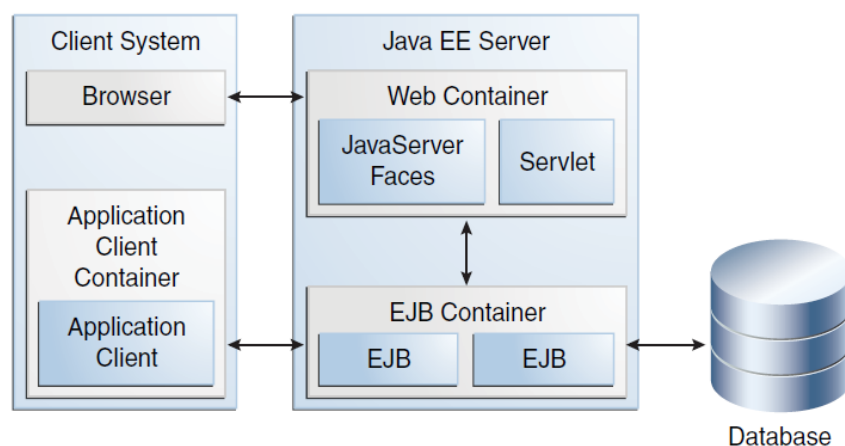 Client System
Browser
Application
Client
Container
Application
Client
Java EE Server
Web Container
JavaServer
Faces
Servlet
EJB Container
EJB
EJB
Database